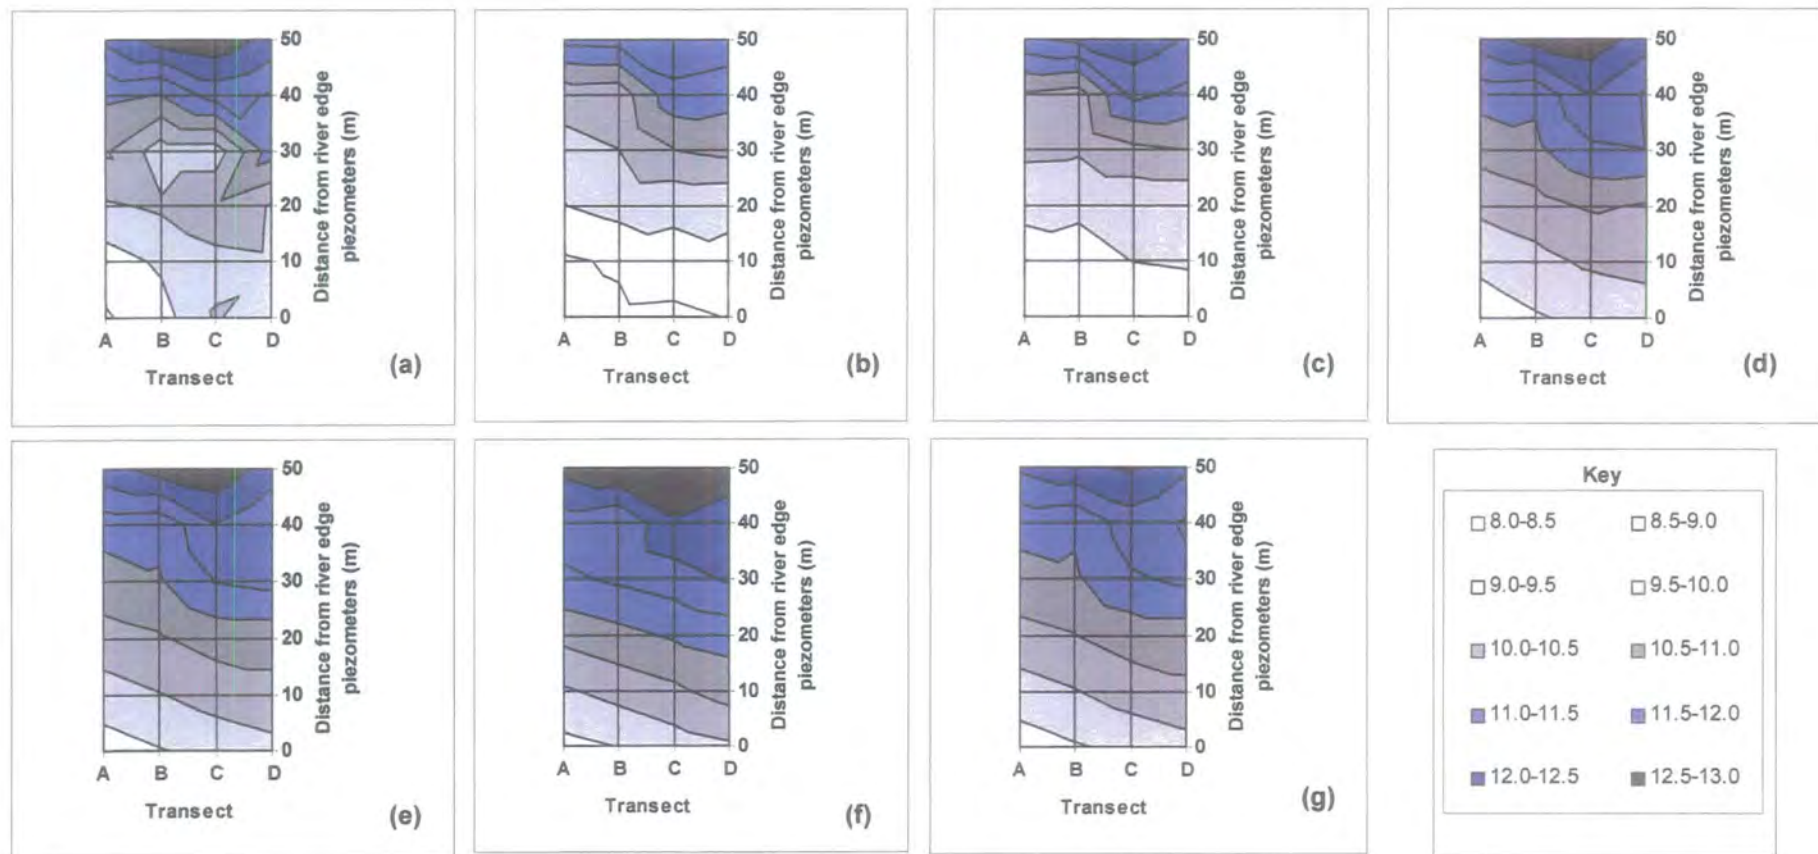 50
40
30
20
10
0
Distance from river edge
piezometers (m)
A B C D
Transect
(a)
50
40
30
20
10
0
Distance from river edge
piezometers (m)
A B C D
Transect
(b)
50
40
30
20
10
0
Distance from river edge
piezometers (m)
A B C D
Transect
(c)
50
40
30
20
10
0
Distance from river edge
piezometers (m)
A B C D
Transect
(d)
50
40
30
20
10
0
Distance from river edge
piezometers (m)
A B C D
Transect
(e)
50
40
30
20
10
0
Distance from river edge
piezometers (m)
A B C D
Transect
(f)
50
40
30
20
10
0
Distance from river edge
piezometers (m)
A B C D
Transect
(g)
Key
8.0-8.5 8.5-9.0
9.0-9.5 9.5-10.0
10.0-10.5 10.5-11.0
11.0-11.5 11.5-12.0
12.0-12.5 12.5-13.0